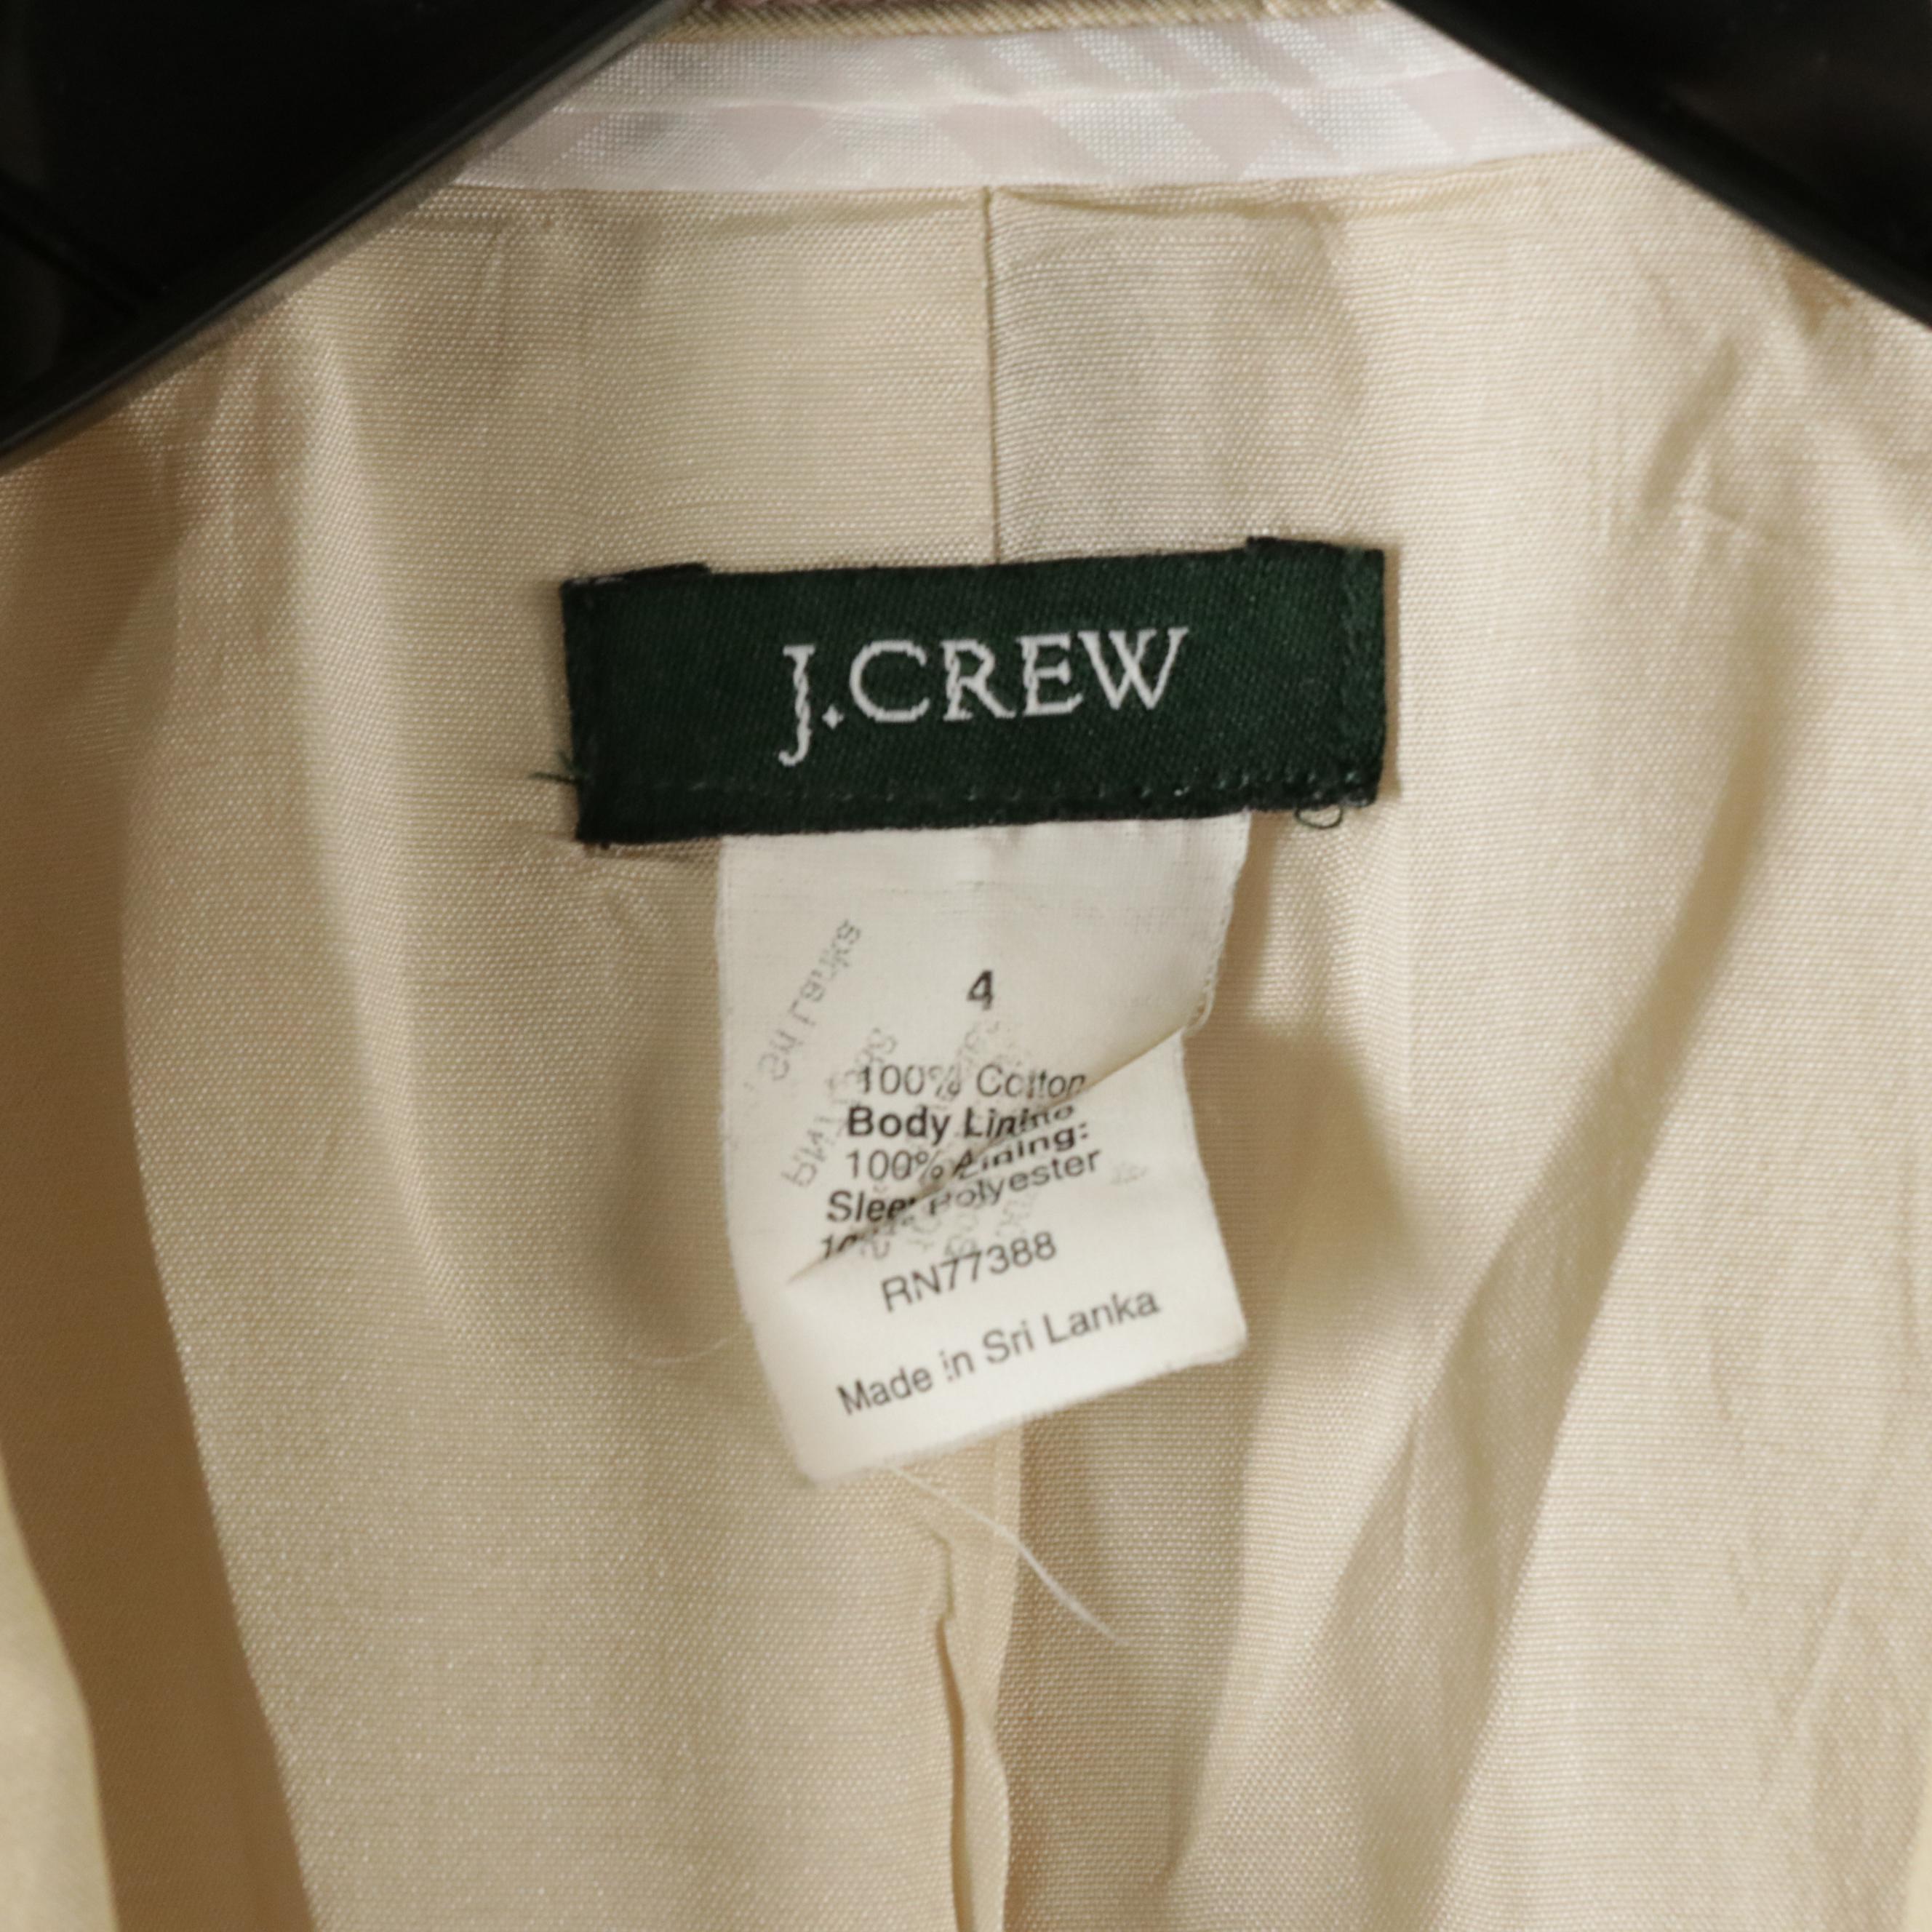 J.CREW
4
100% Cotton
Body Lining
100%
Lining:
Polyester
RN77388
Made in Sri Lanka